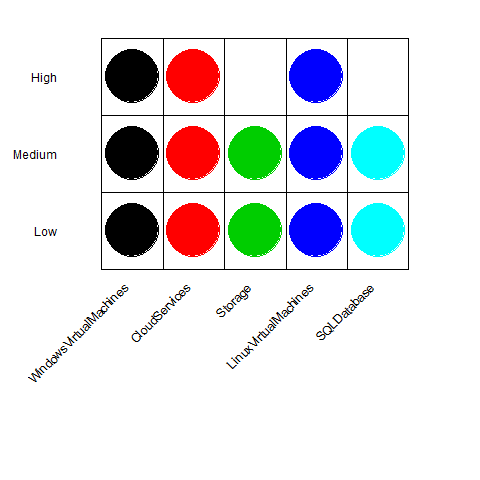 High
Medium
Low
WindowsVirtualMachines
CloudServices
Storage
LinuxVirtualMachines
SQLDatabase